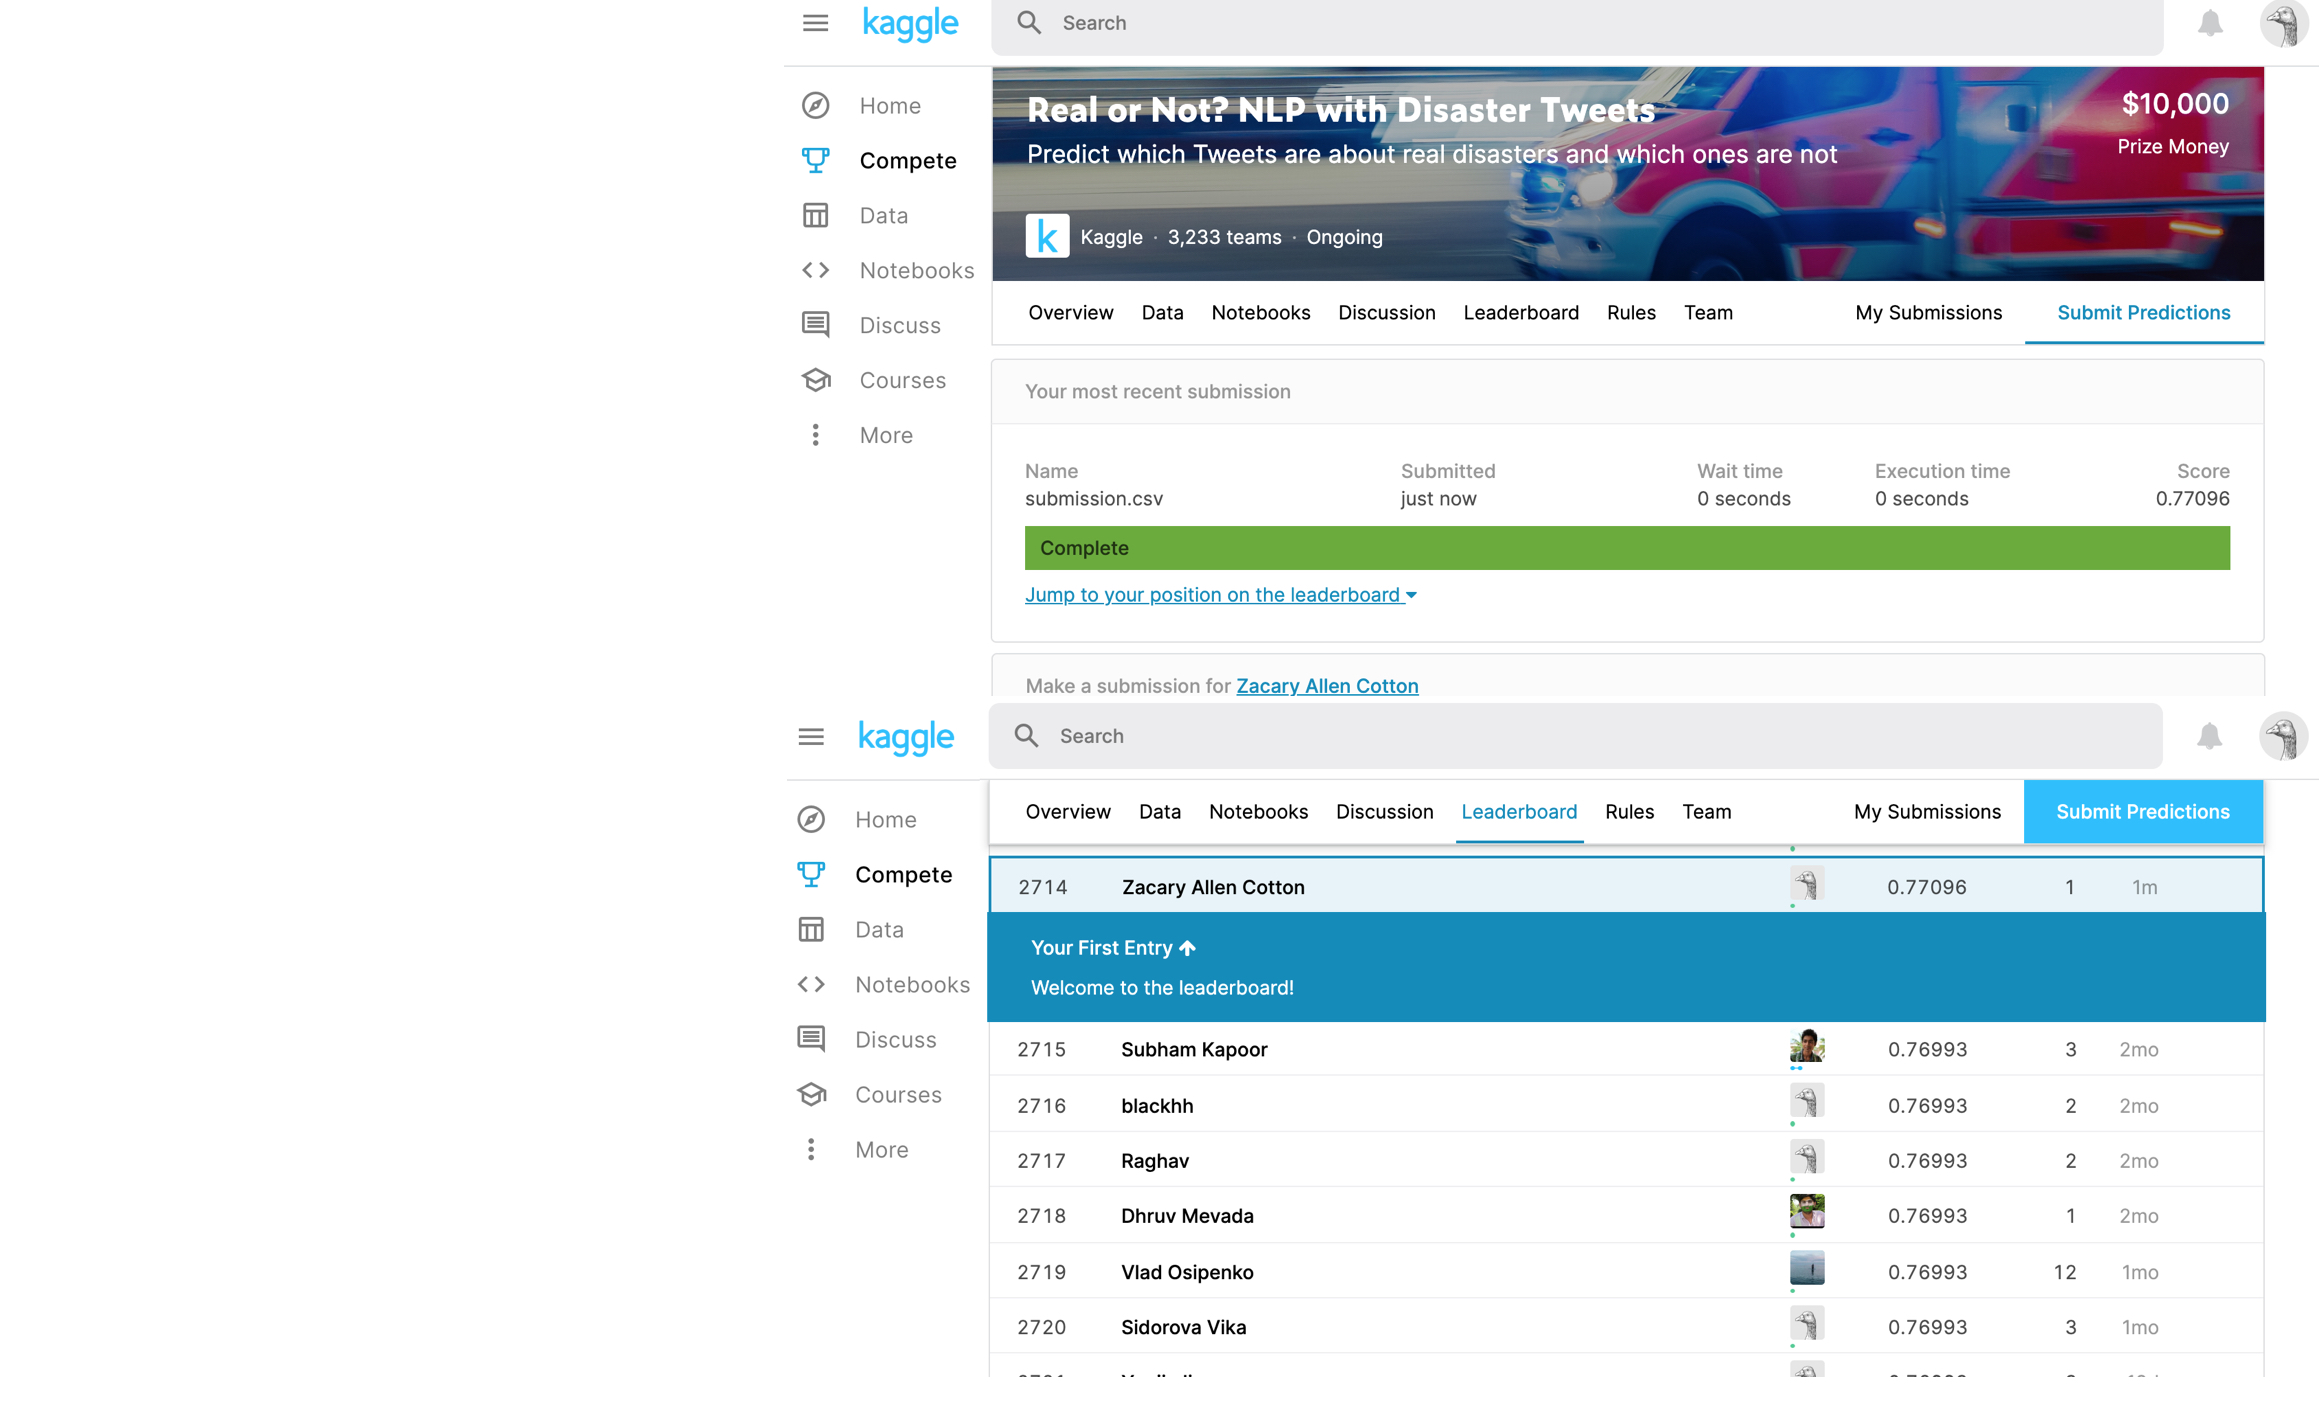 kaggle
Search
Home
Compete
Data
Notebooks
Discuss
Courses
More
Real or Not? NLP with Disaster Tweets
Predict which Tweets are about real disasters and which ones are not
$10,000
Prize Money
k Kaggle · 3,233 teams · Ongoing
Overview Data Notebooks Discussion Leaderboard Rules Team My Submissions Submit Predictions
Your most recent submission
Name Submitted Wait time Execution time Score
submission.csv just now 0 seconds 0 seconds 0.77096
Complete
Jump to your position on the leaderboard
Make a submission for Zacary Allen Cotton
kaggle
Search
Home
Compete
Data
Notebooks
Discuss
Courses
More
Overview Data Notebooks Discussion Leaderboard Rules Team My Submissions Submit Predictions
2714 Zacary Allen Cotton 0.77096 1 1m
Your First Entry
Welcome to the leaderboard!
2715 Subham Kapoor 0.76993 3 2mo
2716 blackhh 0.76993 2 2mo
2717 Raghav 0.76993 2 2mo
2718 Dhruv Mevada 0.76993 1 2mo
2719 Vlad Osipenko 0.76993 12 1mo
2720 Sidorova Vika 0.76993 3 1mo